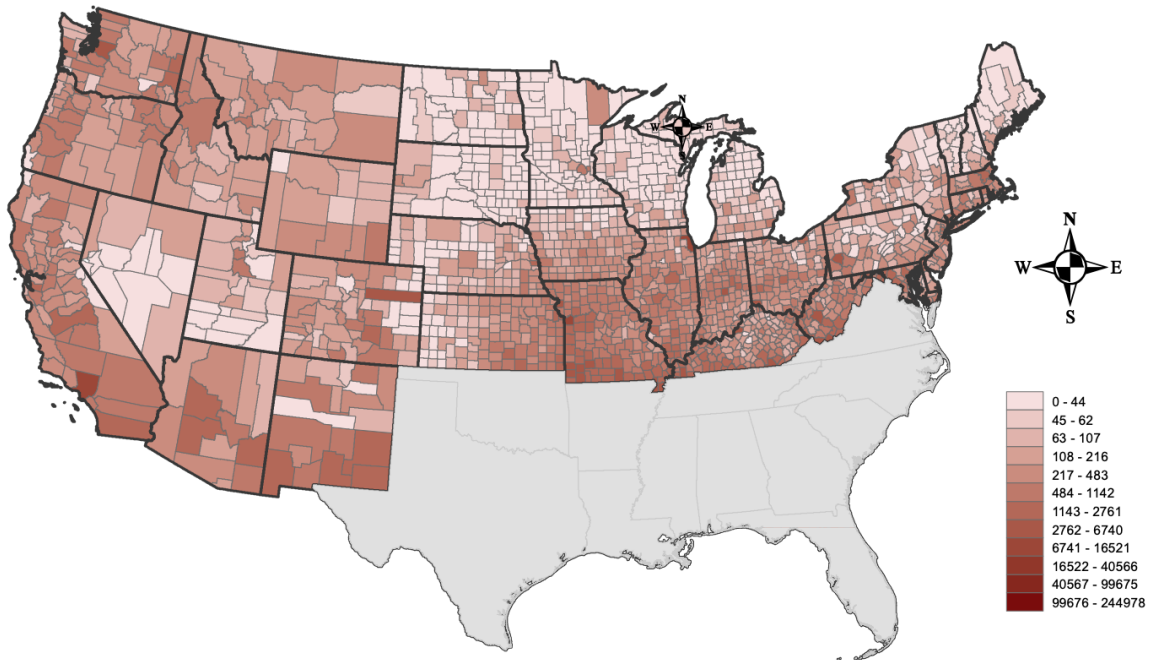 N
W E
S
N
W E
S
0 - 44
45 - 62
63 - 107
108 - 216
217 - 483
484 - 1142
1143 - 2761
2762 - 6740
6741 - 16521
16522 - 40566
40567 - 99675
99676 - 244978